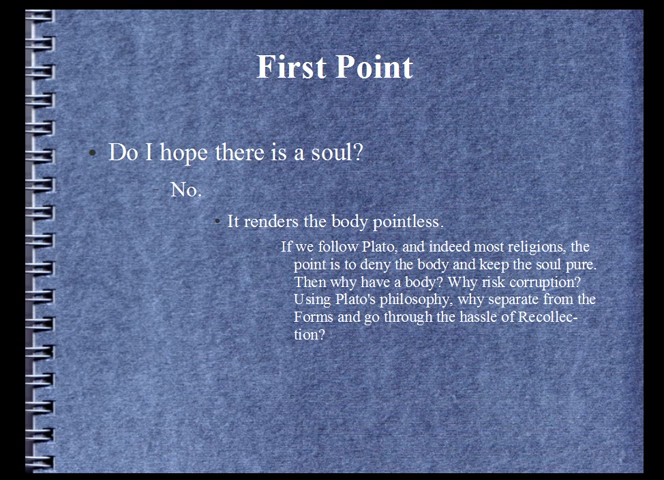 First Point
• Do I hope there is a soul?
No.
• It renders the body pointless.
If we follow Plato, and indeed most religions, the
point is to deny the body and keep the soul pure.
Then why have a body? Why risk corruption?
Using Plato's philosophy, why separate from the
Forms and go through the hassle of Recollec-
tion?